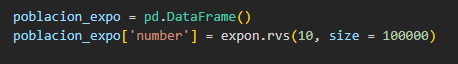 poblacion_expo = pd.DataFrame()
poblacion_expo['number'] = expon.rvs(10, size = 100000)